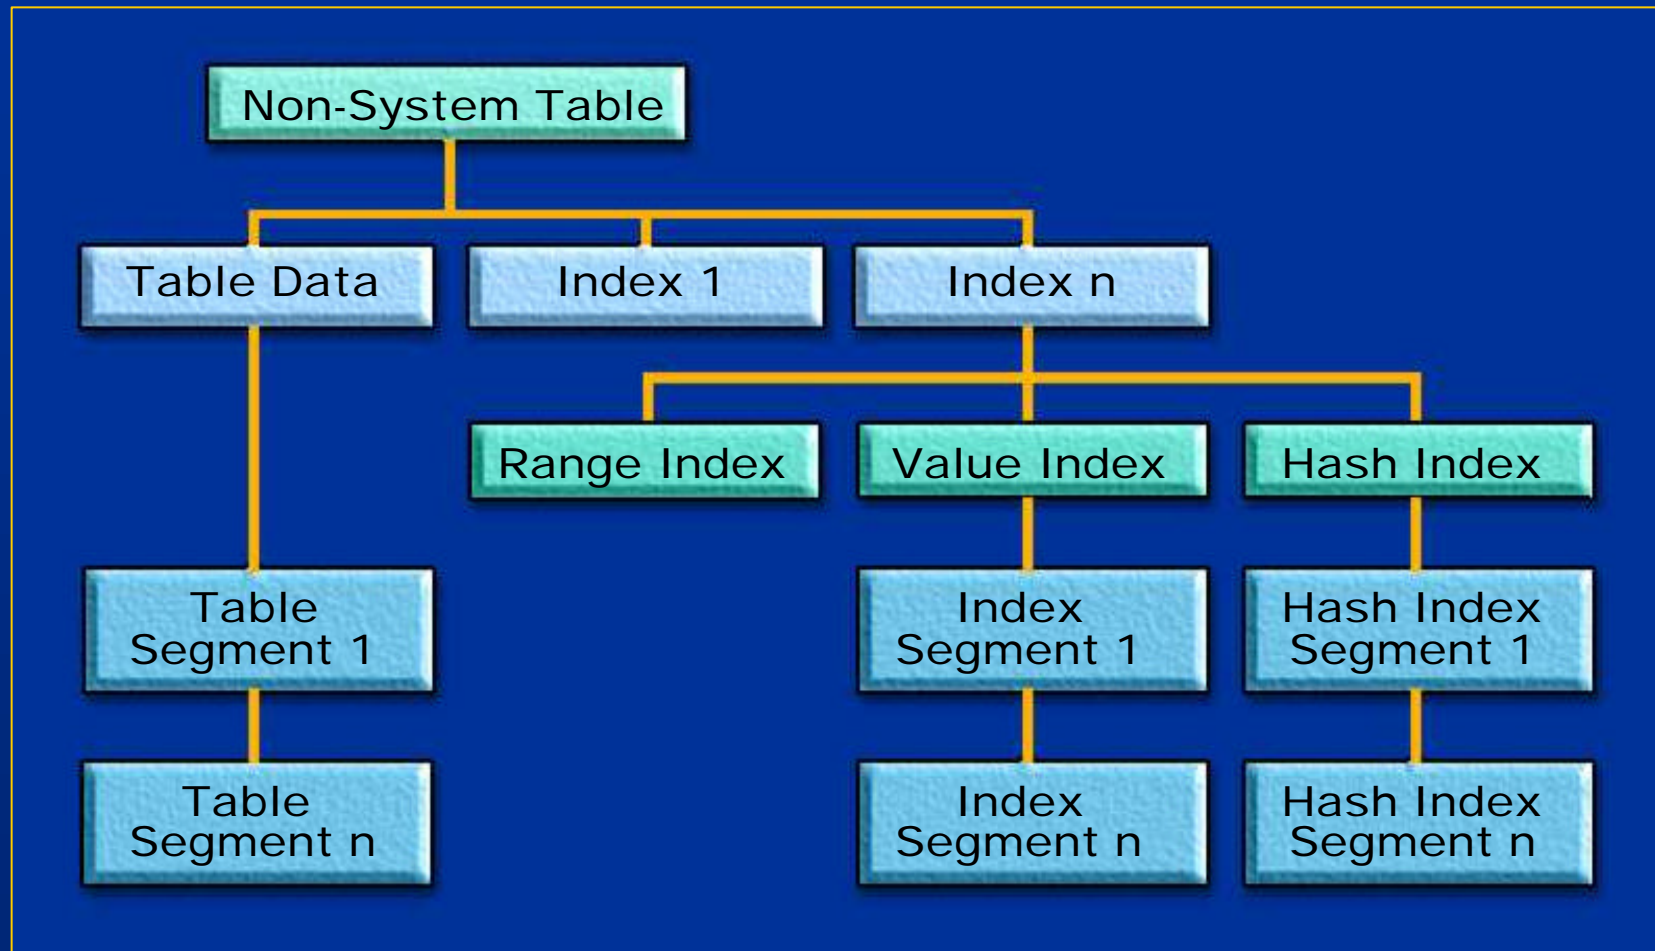 Non-System Table
Table Data
Index 1
Index n
Range Index
Value Index
Hash Index
Table
Segment 1
Index
Segment 1
Hash Index
Segment 1
Table
Segment n
Index
Segment n
Hash Index
Segment n